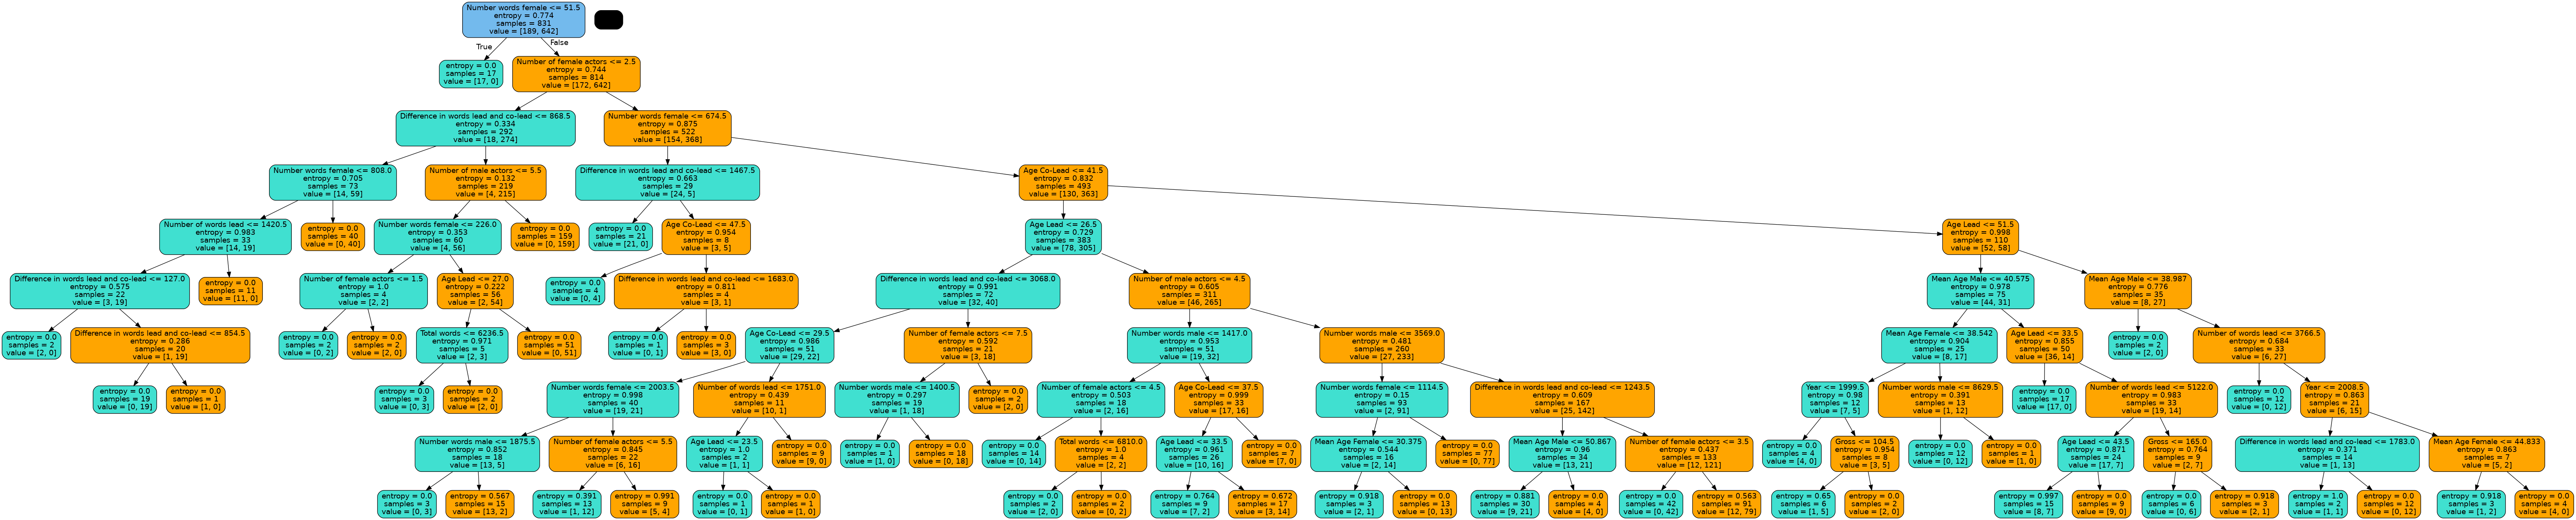 Number words female <= 51.5
entropy = 0.774
samples = 831
value = [189, 642]
True
False
entropy = 0.0
samples = 17
value = [17, 0]
Number of female actors <= 2.5
entropy = 0.744
samples = 814
value = [172, 642]
Difference in words lead and co-lead <= 868.5
entropy = 0.334
samples = 292
value = [18, 274]
Number words female <= 674.5
entropy = 0.875
samples = 522
value = [154, 368]
Number words female <= 808.0
entropy = 0.705
samples = 73
value = [14, 59]
Number of male actors <= 5.5
entropy = 0.132
samples = 219
value = [4, 215]
Difference in words lead and co-lead <= 1467.5
entropy = 0.663
samples = 29
value = [24, 5]
Age Co-Lead <= 41.5
entropy = 0.832
samples = 493
value = [130, 363]
Number of words lead <= 1420.5
entropy = 0.983
samples = 33
value = [14, 19]
entropy = 0.0
samples = 40
value = [0, 40]
Number words female <= 226.0
entropy = 0.353
samples = 60
value = [4, 56]
entropy = 0.0
samples = 159
value = [0, 159]
entropy = 0.0
samples = 21
value = [21, 0]
Age Co-Lead <= 47.5
entropy = 0.954
samples = 8
value = [3, 5]
Age Lead <= 26.5
entropy = 0.729
samples = 383
value = [78, 305]
Age Lead <= 51.5
entropy = 0.998
samples = 110
value = [52, 58]
Difference in words lead and co-lead <= 127.0
entropy = 0.575
samples = 22
value = [3, 19]
entropy = 0.0
samples = 11
value = [11, 0]
Number of female actors <= 1.5
entropy = 1.0
samples = 4
value = [2, 2]
Age Lead <= 27.0
entropy = 0.222
samples = 56
value = [2, 54]
entropy = 0.0
samples = 4
value = [0, 4]
Difference in words lead and co-lead <= 1683.0
entropy = 0.811
samples = 4
value = [3, 1]
Difference in words lead and co-lead <= 3068.0
entropy = 0.991
samples = 72
value = [32, 40]
Number of male actors <= 4.5
entropy = 0.605
samples = 311
value = [46, 265]
Mean Age Male <= 40.575
entropy = 0.978
samples = 75
value = [44, 31]
Mean Age Male <= 38.987
entropy = 0.776
samples = 35
value = [8, 27]
entropy = 0.0
samples = 2
value = [2, 0]
Difference in words lead and co-lead <= 854.5
entropy = 0.286
samples = 20
value = [1, 19]
entropy = 0.0
samples = 2
value = [0, 2]
entropy = 0.0
samples = 2
value = [2, 0]
Total words <= 6236.5
entropy = 0.971
samples = 5
value = [2, 3]
entropy = 0.0
samples = 51
value = [0, 51]
entropy = 0.0
samples = 1
value = [0, 1]
entropy = 0.0
samples = 3
value = [3, 0]
Age Co-Lead <= 29.5
entropy = 0.986
samples = 51
value = [29, 22]
Number of female actors <= 7.5
entropy = 0.592
samples = 21
value = [3, 18]
Number words male <= 1417.0
entropy = 0.953
samples = 51
value = [19, 32]
Number words male <= 3569.0
entropy = 0.481
samples = 260
value = [27, 233]
Mean Age Female <= 38.542
entropy = 0.904
samples = 25
value = [8, 17]
Age Lead <= 33.5
entropy = 0.855
samples = 50
value = [36, 14]
entropy = 0.0
samples = 2
value = [2, 0]
Number of words lead <= 3766.5
entropy = 0.684
samples = 33
value = [6, 27]
entropy = 0.0
samples = 19
value = [0, 19]
entropy = 0.0
samples = 1
value = [1, 0]
entropy = 0.0
samples = 3
value = [0, 3]
entropy = 0.0
samples = 2
value = [2, 0]
Number words female <= 2003.5
entropy = 0.998
samples = 40
value = [19, 21]
Number of words lead <= 1751.0
entropy = 0.439
samples = 11
value = [10, 1]
Number words male <= 1400.5
entropy = 0.297
samples = 19
value = [1, 18]
entropy = 0.0
samples = 2
value = [2, 0]
Number of female actors <= 4.5
entropy = 0.503
samples = 18
value = [2, 16]
Age Co-Lead <= 37.5
entropy = 0.999
samples = 33
value = [17, 16]
Number words female <= 1114.5
entropy = 0.15
samples = 93
value = [2, 91]
Difference in words lead and co-lead <= 1243.5
entropy = 0.609
samples = 167
value = [25, 142]
Year <= 1999.5
entropy = 0.98
samples = 12
value = [7, 5]
Number words male <= 8629.5
entropy = 0.391
samples = 13
value = [1, 12]
entropy = 0.0
samples = 17
value = [17, 0]
Number of words lead <= 5122.0
entropy = 0.983
samples = 33
value = [19, 14]
entropy = 0.0
samples = 12
value = [0, 12]
Year <= 2008.5
entropy = 0.863
samples = 21
value = [6, 15]
Number words male <= 1875.5
entropy = 0.852
samples = 18
value = [13, 5]
Number of female actors <= 5.5
entropy = 0.845
samples = 22
value = [6, 16]
Age Lead <= 23.5
entropy = 1.0
samples = 2
value = [1, 1]
entropy = 0.0
samples = 9
value = [9, 0]
entropy = 0.0
samples = 1
value = [1, 0]
entropy = 0.0
samples = 18
value = [0, 18]
entropy = 0.0
samples = 14
value = [0, 14]
Total words <= 6810.0
entropy = 1.0
samples = 4
value = [2, 2]
Age Lead <= 33.5
entropy = 0.961
samples = 26
value = [10, 16]
entropy = 0.0
samples = 7
value = [7, 0]
Mean Age Female <= 30.375
entropy = 0.544
samples = 16
value = [2, 14]
entropy = 0.0
samples = 77
value = [0, 77]
Mean Age Male <= 50.867
entropy = 0.96
samples = 34
value = [13, 21]
Number of female actors <= 3.5
entropy = 0.437
samples = 133
value = [12, 121]
entropy = 0.0
samples = 4
value = [4, 0]
Gross <= 104.5
entropy = 0.954
samples = 8
value = [3, 5]
entropy = 0.0
samples = 12
value = [0, 12]
entropy = 0.0
samples = 1
value = [1, 0]
Age Lead <= 43.5
entropy = 0.871
samples = 24
value = [17, 7]
Gross <= 165.0
entropy = 0.764
samples = 9
value = [2, 7]
Difference in words lead and co-lead <= 1783.0
entropy = 0.371
samples = 14
value = [1, 13]
Mean Age Female <= 44.833
entropy = 0.863
samples = 7
value = [5, 2]
entropy = 0.0
samples = 3
value = [0, 3]
entropy = 0.567
samples = 15
value = [13, 2]
entropy = 0.391
samples = 13
value = [1, 12]
entropy = 0.991
samples = 9
value = [5, 4]
entropy = 0.0
samples = 1
value = [0, 1]
entropy = 0.0
samples = 1
value = [1, 0]
entropy = 0.0
samples = 2
value = [2, 0]
entropy = 0.0
samples = 2
value = [0, 2]
entropy = 0.764
samples = 9
value = [7, 2]
entropy = 0.672
samples = 17
value = [3, 14]
entropy = 0.918
samples = 3
value = [2, 1]
entropy = 0.0
samples = 13
value = [0, 13]
entropy = 0.881
samples = 30
value = [9, 21]
entropy = 0.0
samples = 4
value = [4, 0]
entropy = 0.0
samples = 42
value = [0, 42]
entropy = 0.563
samples = 91
value = [12, 79]
entropy = 0.65
samples = 6
value = [1, 5]
entropy = 0.0
samples = 2
value = [2, 0]
entropy = 0.997
samples = 15
value = [8, 7]
entropy = 0.0
samples = 9
value = [9, 0]
entropy = 0.0
samples = 6
value = [0, 6]
entropy = 0.918
samples = 3
value = [2, 1]
entropy = 1.0
samples = 2
value = [1, 1]
entropy = 0.0
samples = 12
value = [0, 12]
entropy = 0.918
samples = 3
value = [1, 2]
entropy = 0.0
samples = 4
value = [4, 0]